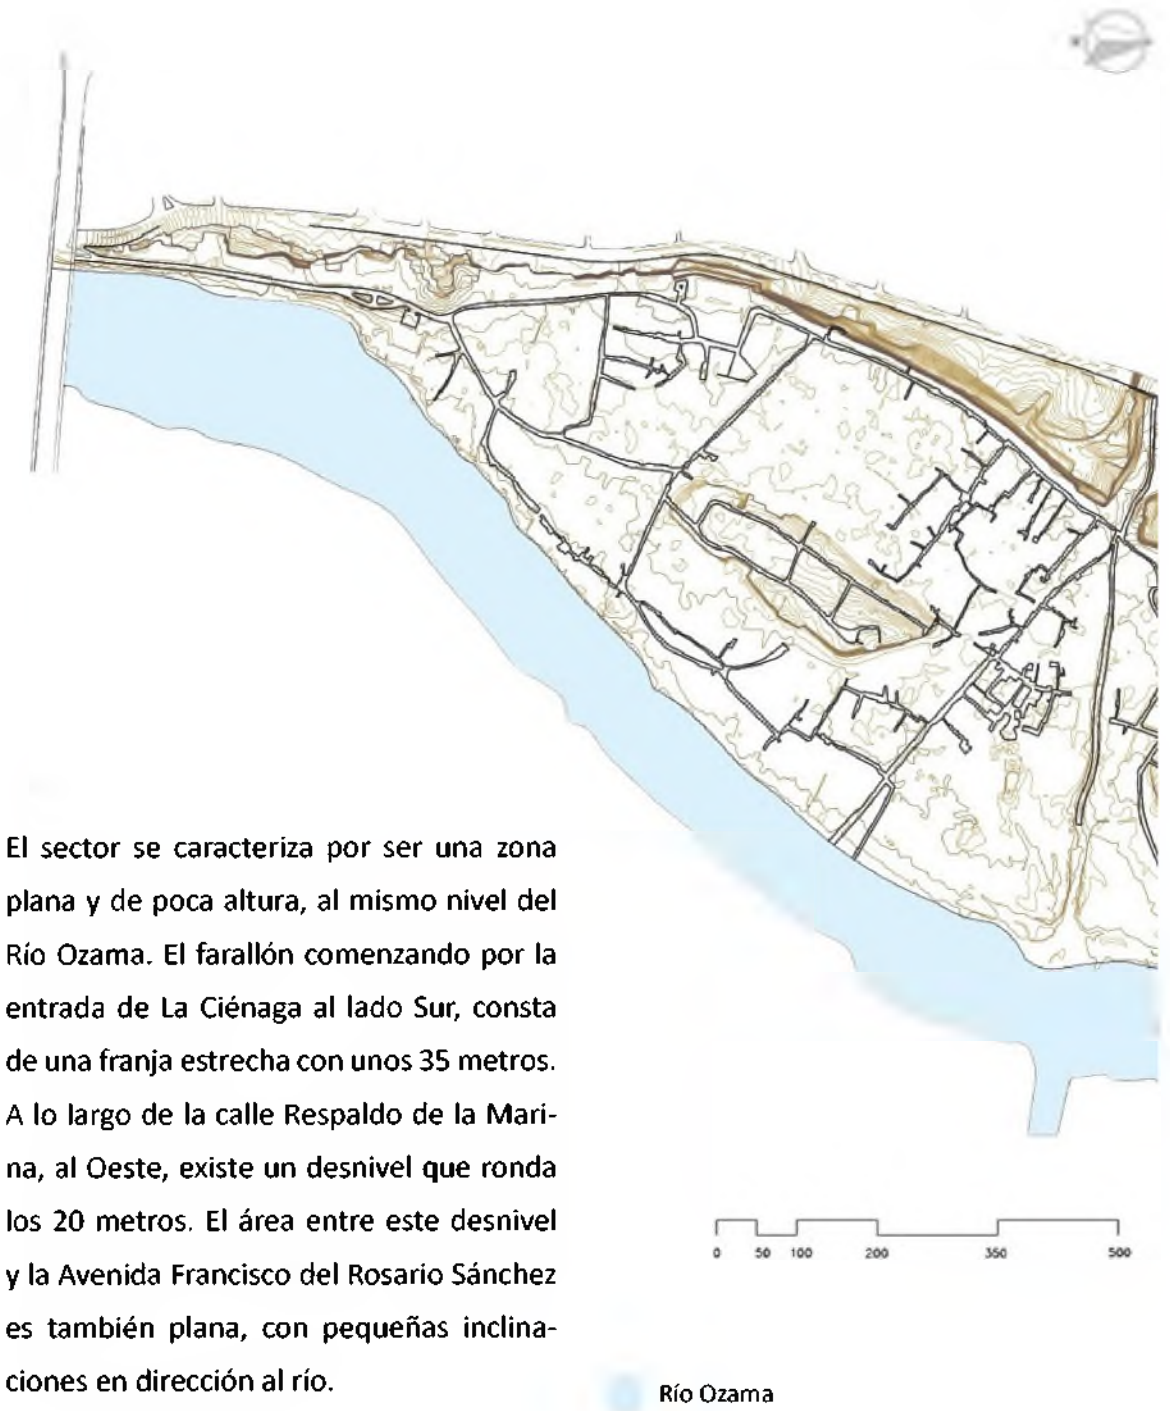 El sector se caracteriza por ser una zona
plana y de poca altura, al mismo nivel del
Río Ozama. El farallón comenzando por la
entrada de La Ciénaga al lado Sur, consta
de una franja estrecha con unos 35 metros.
A lo largo de la calle Respaldo de la Mari-
na, al Oeste, existe un desnivel que ronda
los 20 metros. El área entre este desnivel
y la Avenida Francisco del Rosario Sánchez
es también plana, con pequeñas inclina-
ciones en dirección al río.
0 50 100 200 350 500
Río Ozama